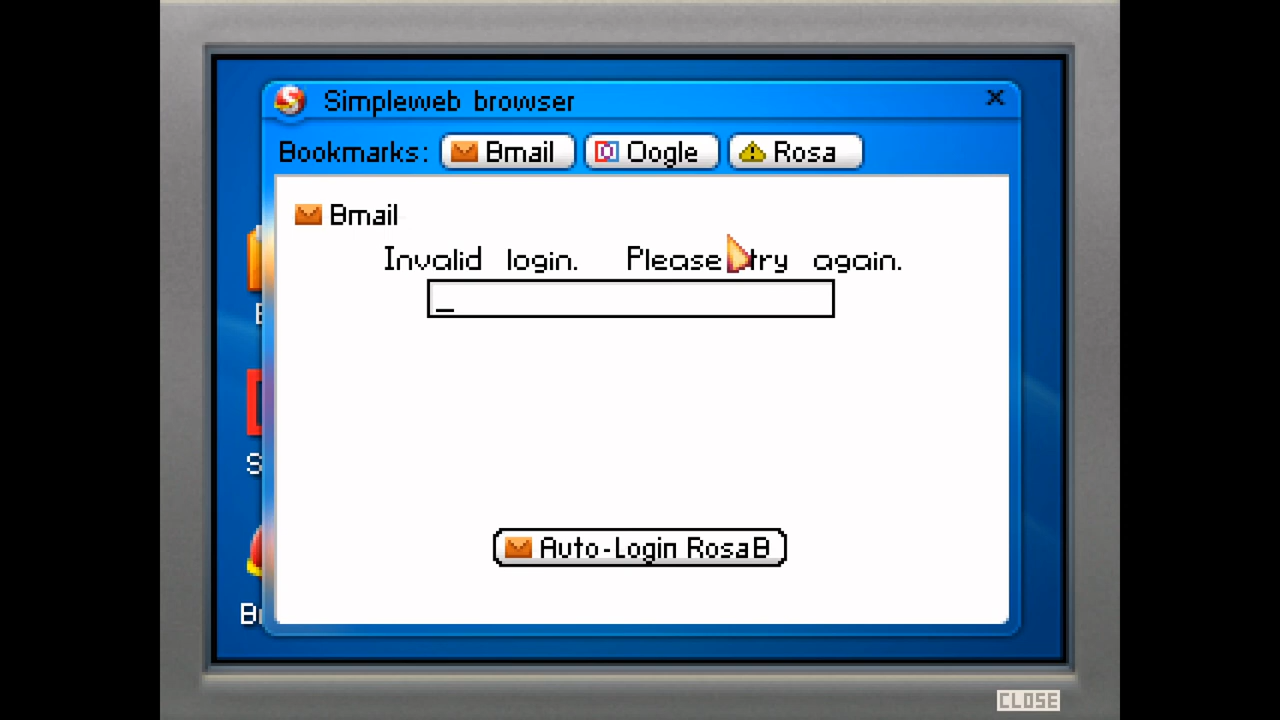 Simpleweb browser
Bookmarks: Bmail Oogle Rosa
Bmail
Invalid login. Please try again.
_
Auto-Login RosaB
CLOSE